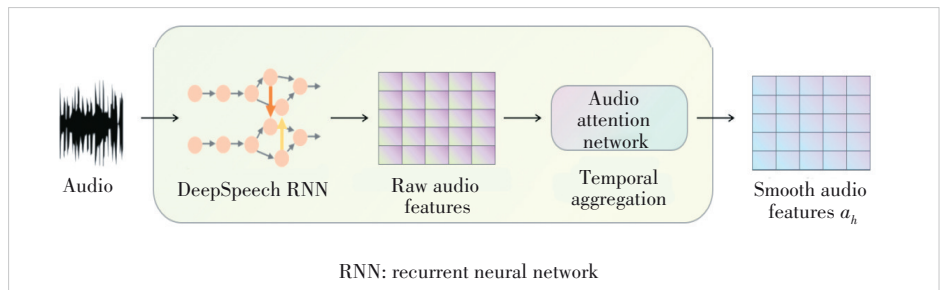 Audio
DeepSpeech RNN
Raw audio
features
Audio
attention
network
Temporal
aggregation
Smooth audio
features a_h
RNN: recurrent neural network